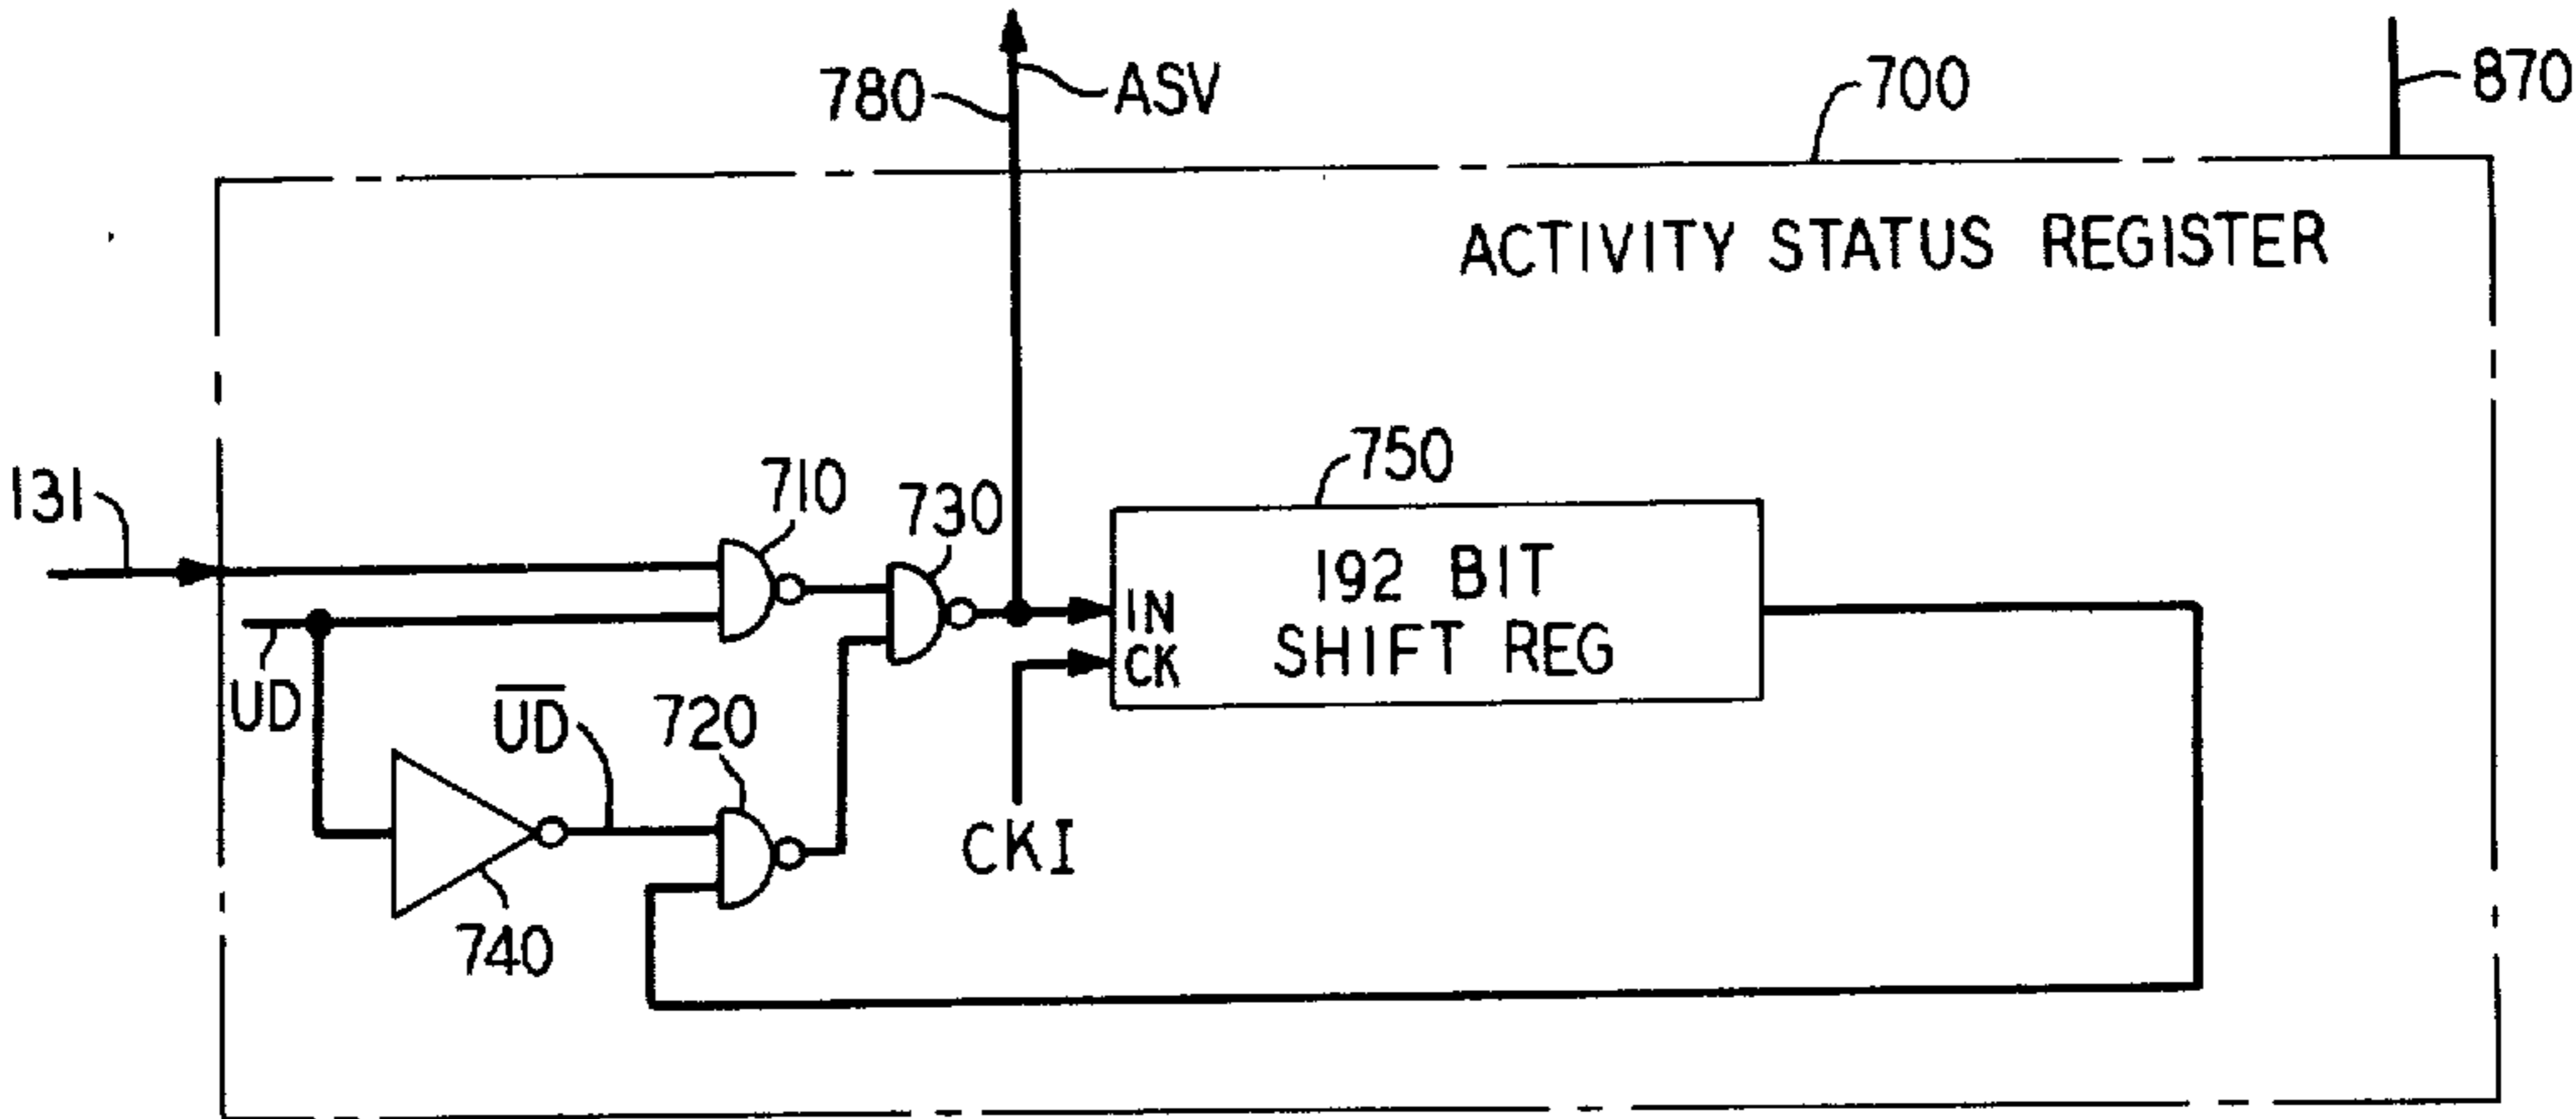 780
ASV
700
870
ACTIVITY STATUS REGISTER
131
710
730
750
192 BIT
SHIFT REG
IN
CK
UD
U̅D̅
720
740
CKI